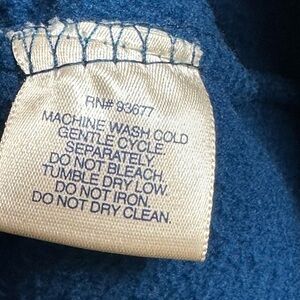 RN# 93677
MACHINE WASH COLD
GENTLE CYCLE
SEPARATELY.
DO NOT BLEACH.
TUMBLE DRY LOW.
DO NOT IRON.
DO NOT DRY CLEAN.